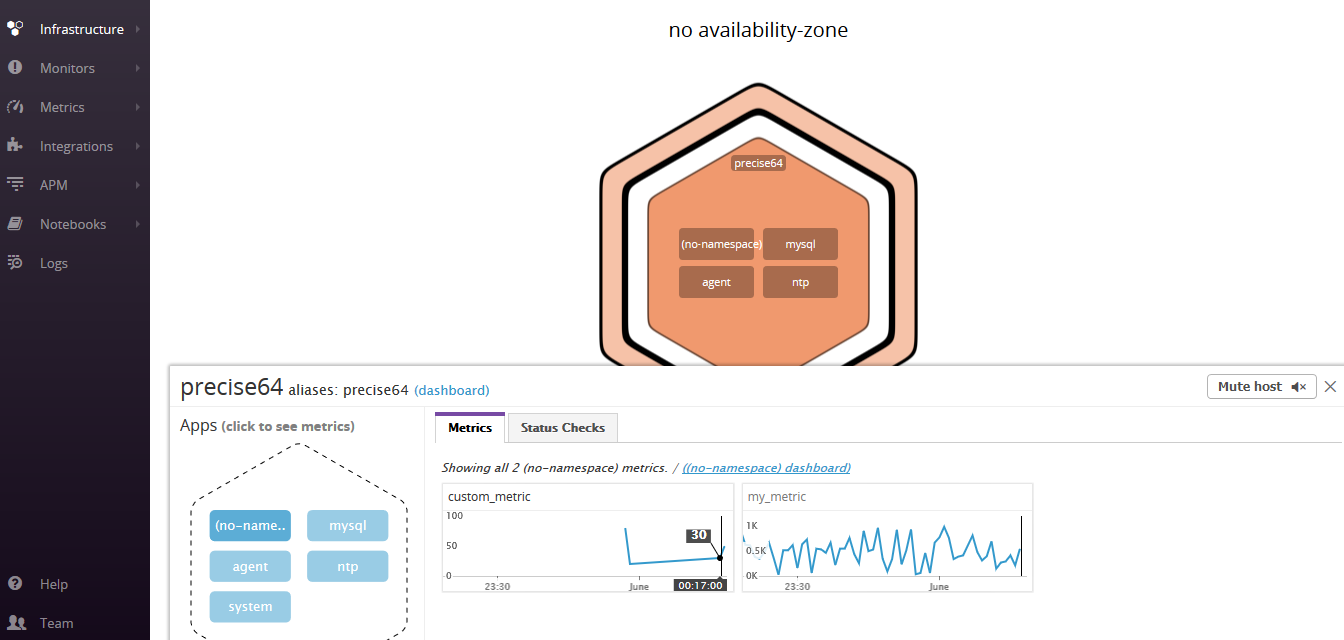 Infrastructure
Monitors
Metrics
Integrations
APM
Notebooks
Logs
Help
Team
no availability-zone
precise64
(no-namespace) mysql
agent ntp
precise64 aliases: precise64 (dashboard)
Mute host
Apps (click to see metrics)
(no-name.. mysql
agent ntp
system
Metrics Status Checks
Showing all 2 (no-namespace) metrics. / ((no-namespace) dashboard)
custom_metric
100
50
0
30
23:30 June 00:17:00
my_metric
1K
0.5K
0K
23:30 June